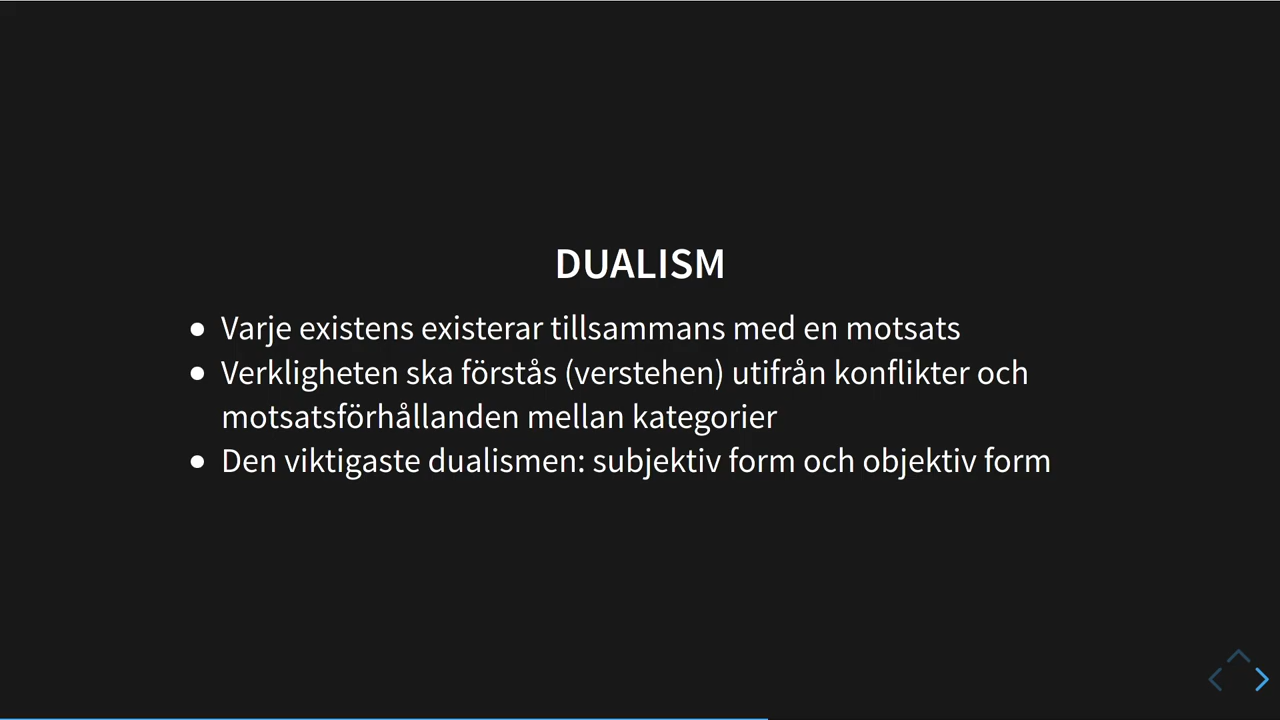 DUALISM
Varje existens existerar tillsammans med en motsats
Verkligheten ska förstås (verstehen) utifrån konflikter och
motsatsförhållanden mellan kategorier
Den viktigaste dualismen: subjektiv form och objektiv form